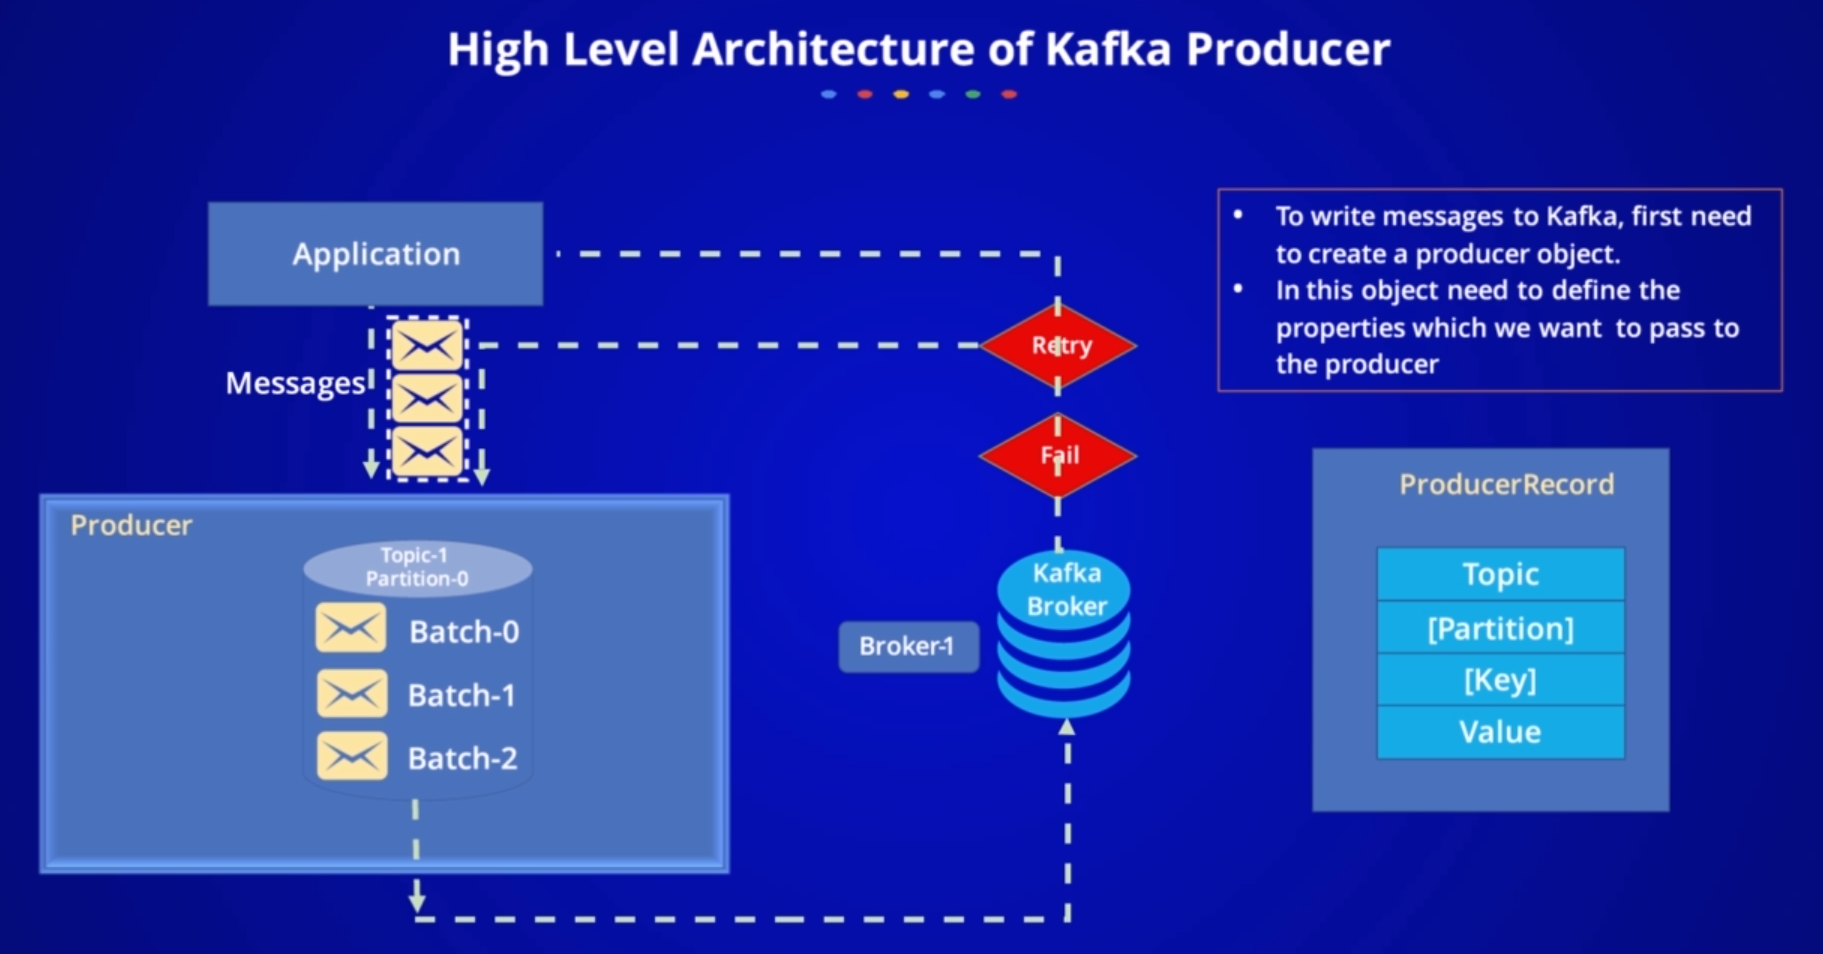 High Level Architecture of Kafka Producer
Application
Messages
Retry
Fail
• To write messages to Kafka, first need
to create a producer object.
• In this object need to define the
properties which we want to pass to
the producer
Producer
Topic-1
Partition-0
Batch-0
Batch-1
Batch-2
Kafka
Broker
Broker-1
ProducerRecord
Topic
[Partition]
[Key]
Value